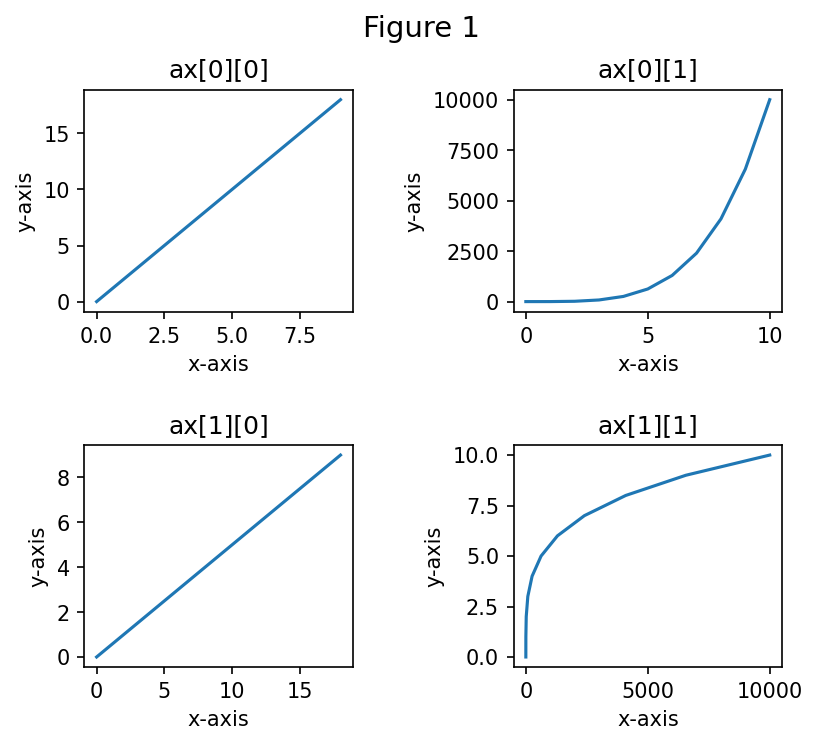 Figure 1
ax[0][0]
y-axis
15
10
5
0
0.0 2.5 5.0 7.5
x-axis
ax[0][1]
y-axis
10000
7500
5000
2500
0
0 5 10
x-axis
ax[1][0]
y-axis
8
6
4
2
0
0 5 10 15
x-axis
ax[1][1]
y-axis
10.0
7.5
5.0
2.5
0.0
0 5000 10000
x-axis